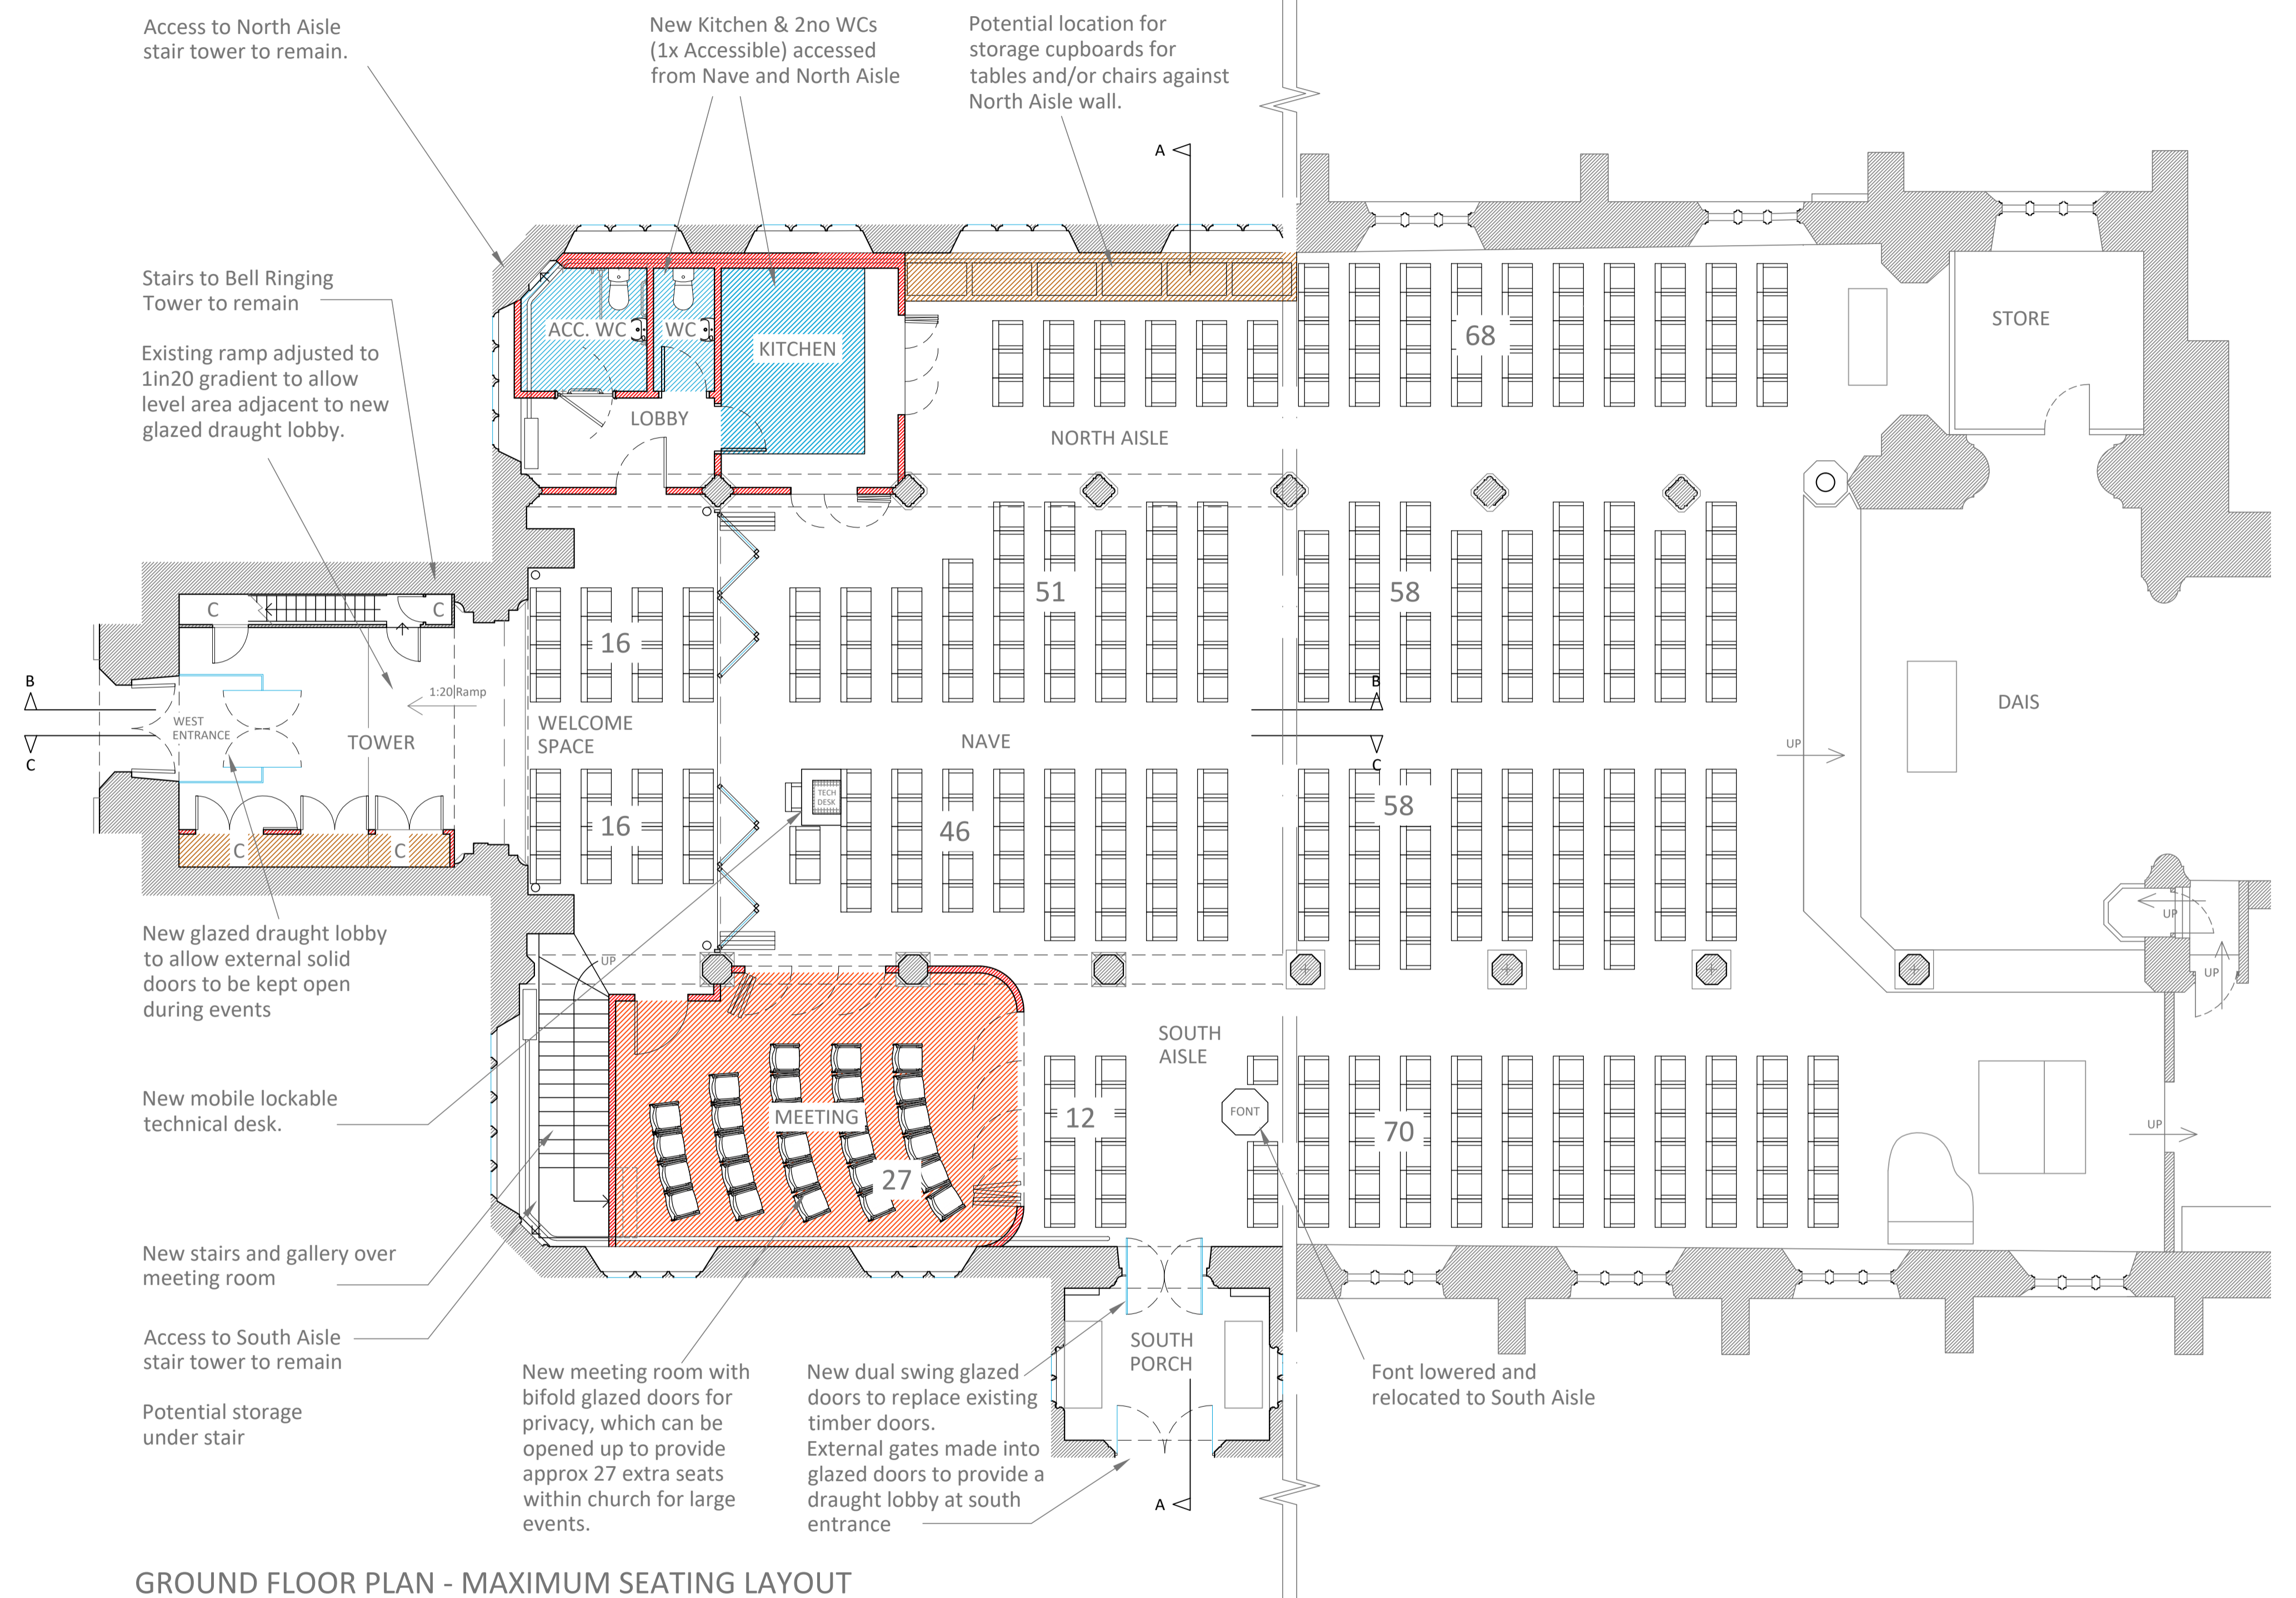 Access to North Aisle
stair tower to remain.
New Kitchen & 2no WCs
(1x Accessible) accessed
from Nave and North Aisle
Potential location for
storage cupboards for
tables and/or chairs against
North Aisle wall.
A
Stairs to Bell Ringing
Tower to remain
Existing ramp adjusted to
1in20 gradient to allow
level area adjacent to new
glazed draught lobby.
ACC. WC
WC
KITCHEN
LOBBY
68
STORE
NORTH AISLE
C
C
16
51
58
B
B
1:20 Ramp
WEST
ENTRANCE
TOWER
WELCOME
SPACE
NAVE
DAIS
UP
C
C
TECH
DESK
16
46
58
C
C
UP
UP
UP
New glazed draught lobby
to allow external solid
doors to be kept open
during events
SOUTH
AISLE
New mobile lockable
technical desk.
MEETING
27
12
FONT
70
UP
New stairs and gallery over
meeting room
Access to South Aisle
stair tower to remain
Potential storage
under stair
New meeting room with
bifold glazed doors for
privacy, which can be
opened up to provide
approx 27 extra seats
within church for large
events.
New dual swing glazed
doors to replace existing
timber doors.
External gates made into
glazed doors to provide a
draught lobby at south
entrance
SOUTH
PORCH
A
Font lowered and
relocated to South Aisle
GROUND FLOOR PLAN - MAXIMUM SEATING LAYOUT